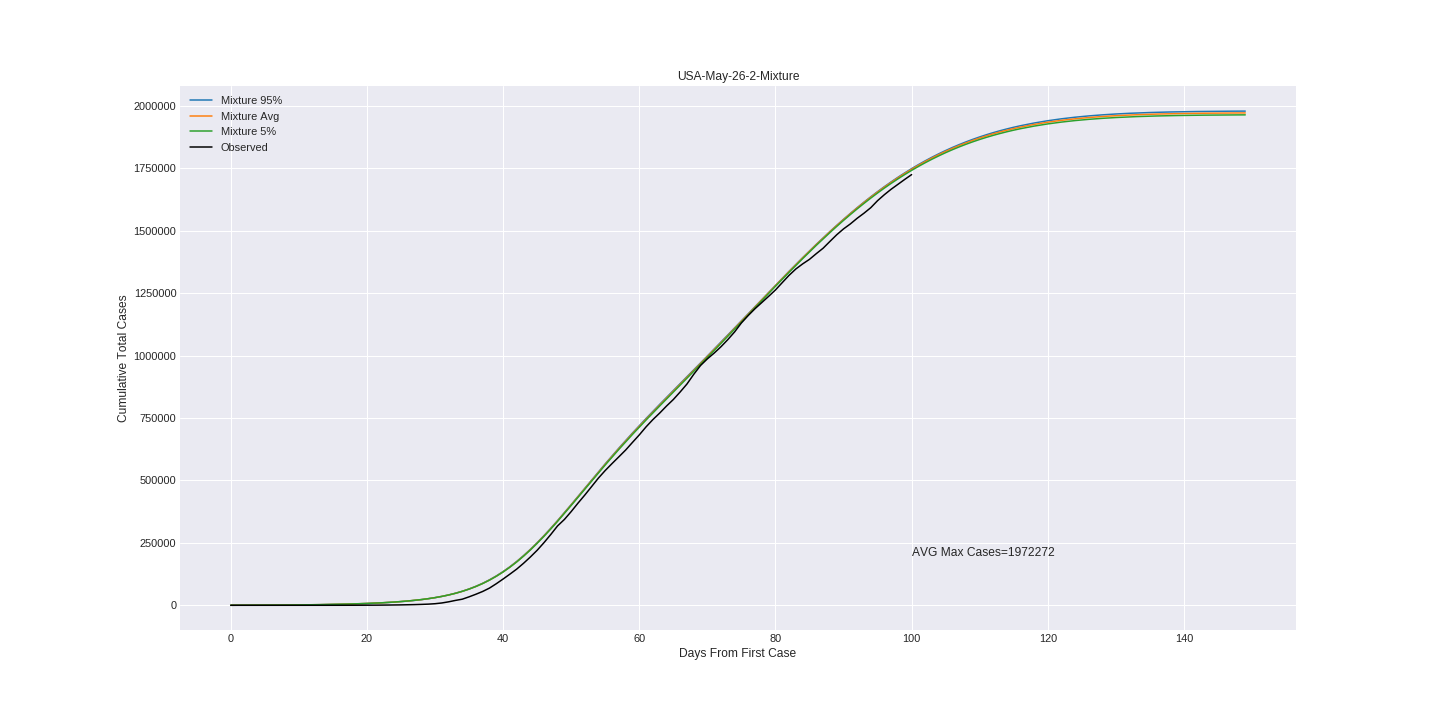 USA-May-26-2-Mixture
Mixture 95%
Mixture Avg
Mixture 5%
Observed
Cumulative Total Cases
2000000
1750000
1500000
1250000
1000000
750000
500000
250000
0
AVG Max Cases=1972272
0 20 40 60 80 100 120 140
Days From First Case